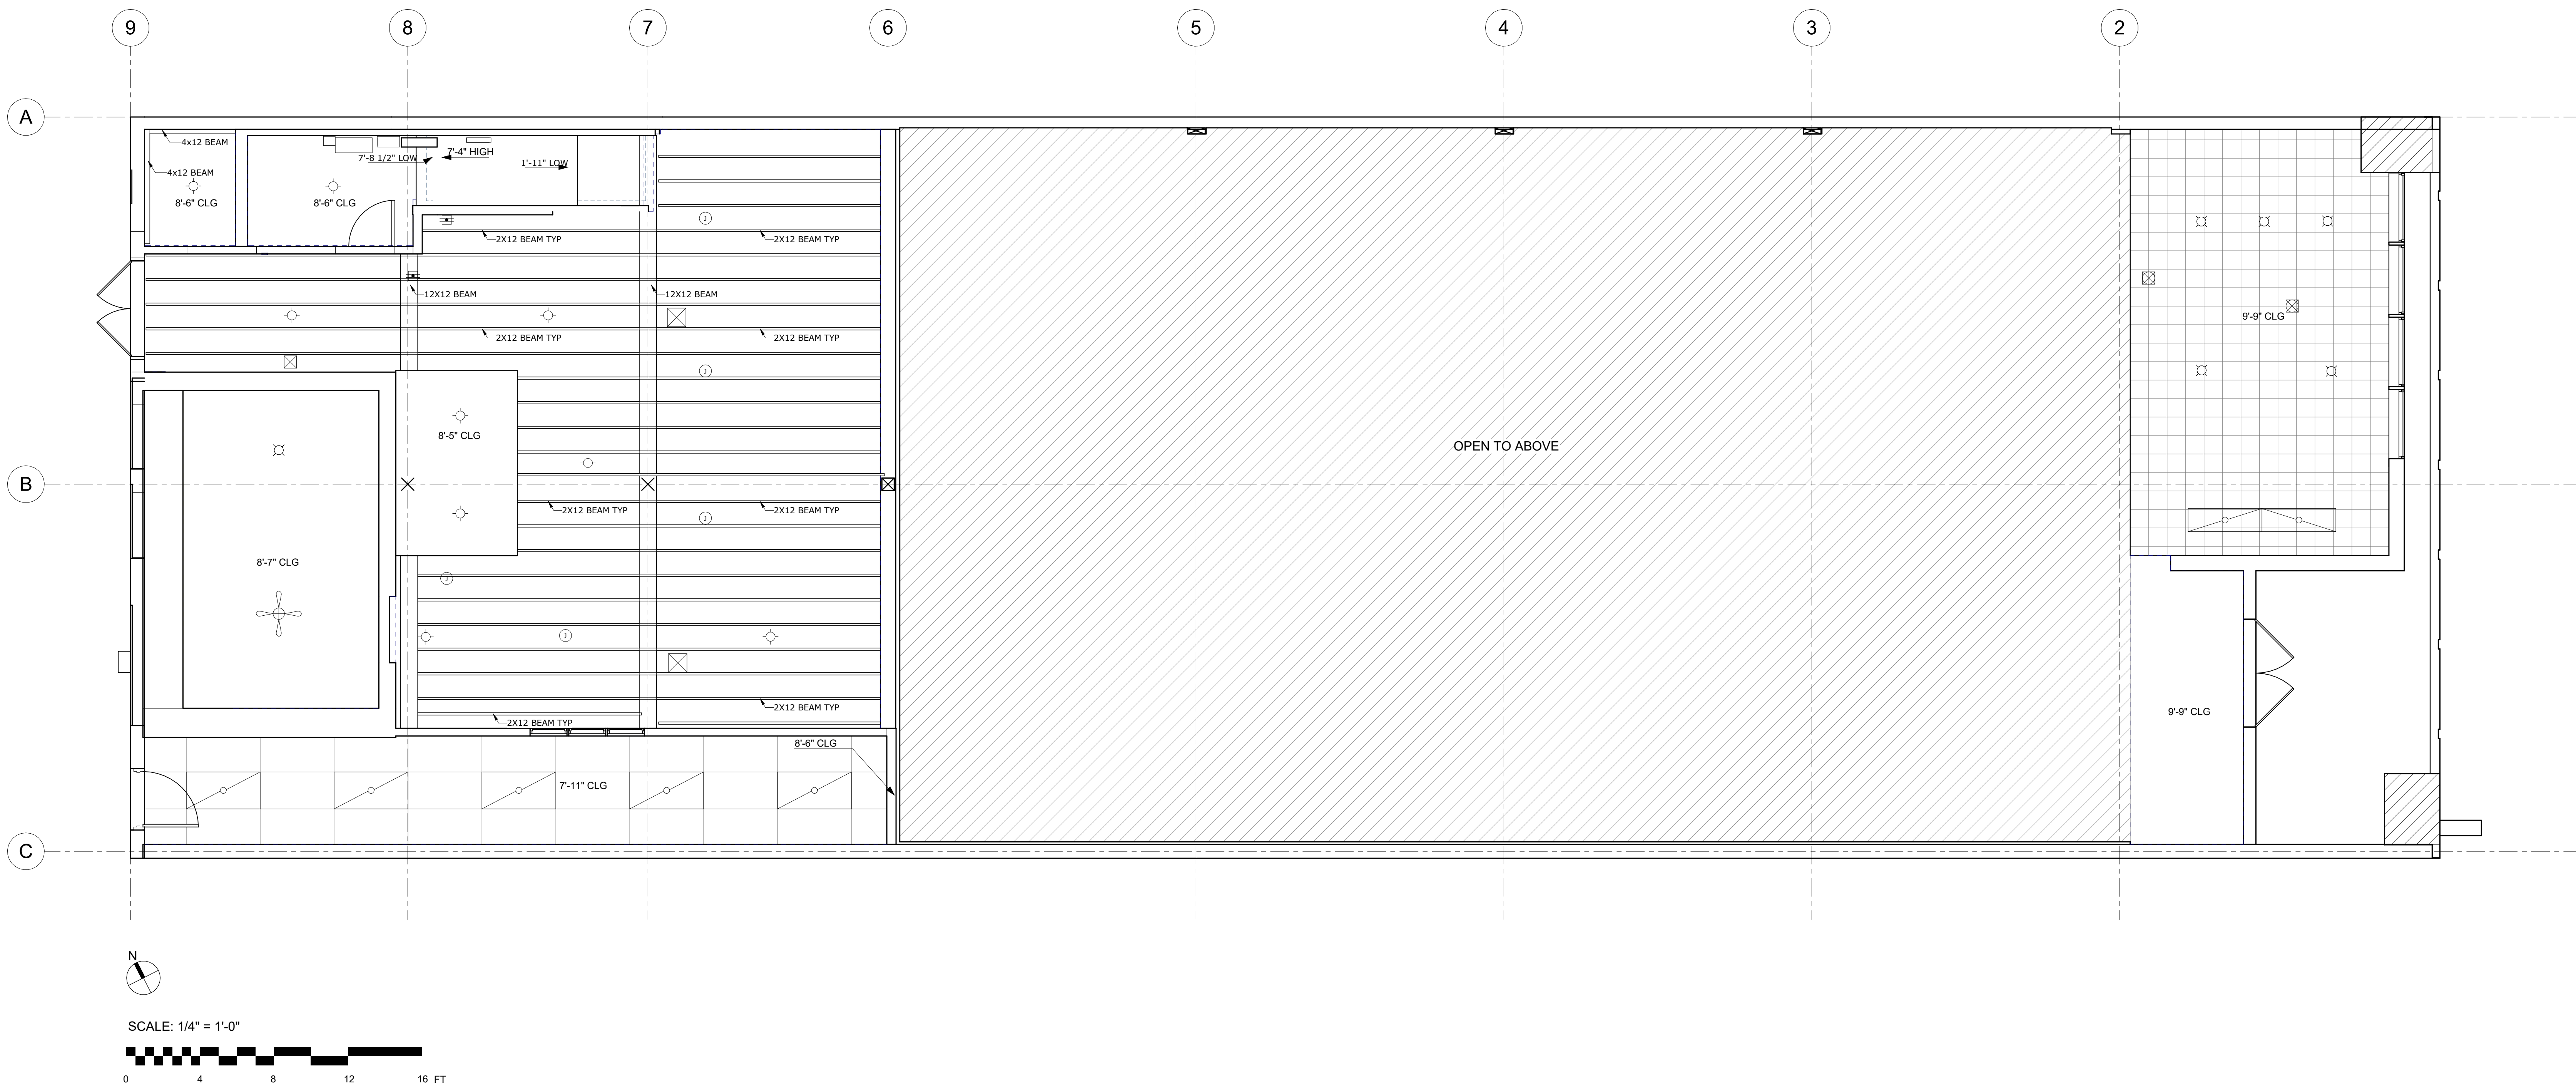 9 8 7 6 5 4 3 2
A
4x12 BEAM
7'-4" HIGH
7'-8 1/2" LOW
1'-11" LOW
4x12 BEAM
8'-6" CLG
8'-6" CLG
J
2X12 BEAM TYP
2X12 BEAM TYP
12X12 BEAM
12X12 BEAM
9'-9" CLG
2X12 BEAM TYP
2X12 BEAM TYP
J
8'-5" CLG
OPEN TO ABOVE
B
2X12 BEAM TYP
2X12 BEAM TYP
J
8'-7" CLG
J
J
2X12 BEAM TYP
9'-9" CLG
2X12 BEAM TYP
8'-6" CLG
7'-11" CLG
C
N
SCALE: 1/4" = 1'-0"
0 4 8 12 16 FT